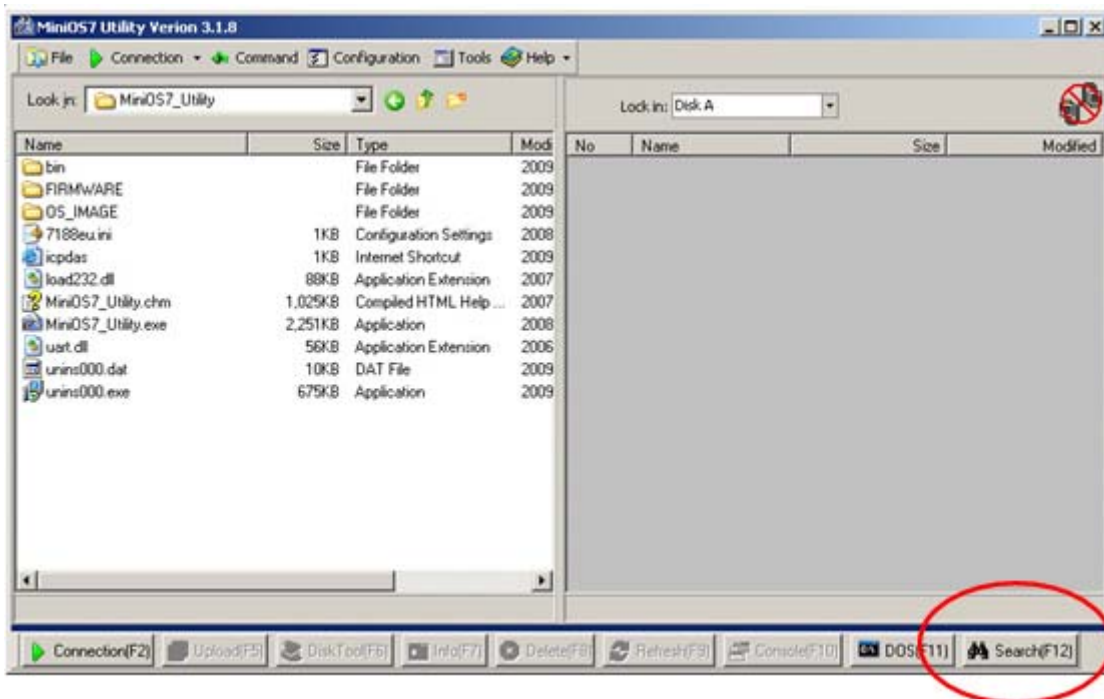 MiniOS7 Utility Verion 3.1.8
File Connection Command Configuration Tools Help
Look in: MiniOS7_Utility
Lock in: Disk A
Name Size Type Modi
No Name Size Modified
bin File Folder 2009
FIRMWARE File Folder 2009
OS_IMAGE File Folder 2009
7188eu.ini 1KB Configuration Settings 2008
icpdas 1KB Internet Shortcut 2009
load232.dll 88KB Application Extension 2007
MiniOS7_Utility.chm 1,025KB Compiled HTML Help ... 2007
MiniOS7_Utility.exe 2,251KB Application 2008
uart.dll 56KB Application Extension 2006
unins000.dat 10KB DAT File 2009
unins000.exe 675KB Application 2009
Connection(F2) Upload(F5) DiskTool(F6) Info(F7) Delete(F8) Refresh(F9) Console(F10) DOS(F11) Search(F12)